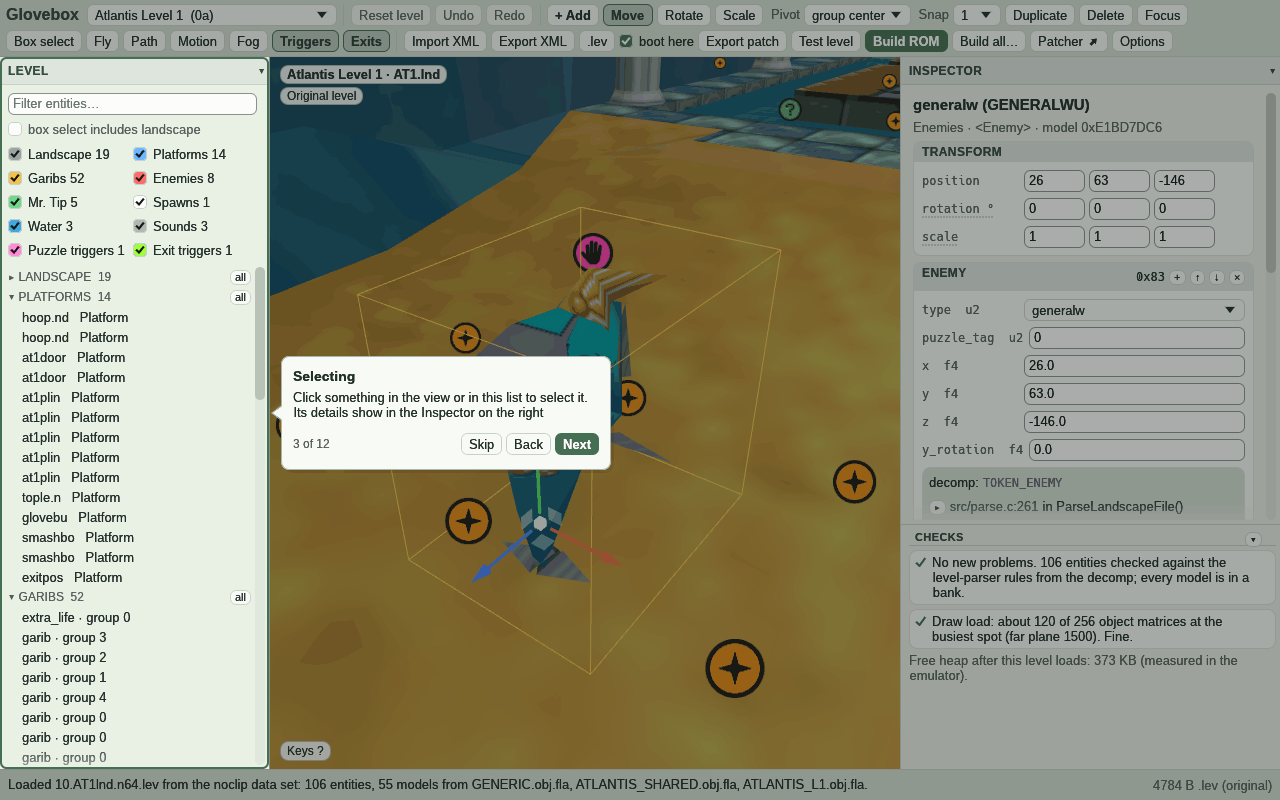 Glovebox Atlantis Level 1 (0a) Reset level Undo Redo + Add Move Rotate Scale Pivot group center Snap 1 Duplicate Delete Focus
Box select Fly Path Motion Fog Triggers Exits Import XML Export XML .lev boot here Export patch Test level Build ROM Build all… Patcher Options
LEVEL
Filter entities…
box select includes landscape
Landscape 19 Platforms 14
Garibs 52 Enemies 8
Mr. Tip 5 Spawns 1
Water 3 Sounds 3
Puzzle triggers 1 Exit triggers 1
LANDSCAPE 19 all
PLATFORMS 14 all
hoop.nd Platform
hoop.nd Platform
at1door Platform
at1door Platform
at1plin Platform
at1plin Platform
at1plin Platform
at1plin Platform
at1plin Platform
tople.n Platform
glovebu Platform
smashbo Platform
smashbo Platform
exitpos Platform
GARIBS 52 all
extra_life · group 0
garib · group 3
garib · group 2
garib · group 1
garib · group 4
garib · group 0
garib · group 0
garib · group 0
Atlantis Level 1 · AT1.lnd
Original level
?
Selecting
Click something in the view or in this list to select it.
Its details show in the Inspector on the right
3 of 12 Skip Back Next
Keys ?
INSPECTOR
generalw (GENERALWU)
Enemies · <Enemy> · model 0xE1BD7DC6
TRANSFORM
position 26 63 -146
rotation ° 0 0 0
scale 1 1 1
ENEMY 0x83 + ↑ ↓ ×
type u2 generalw
puzzle_tag u2 0
x f4 26.0
y f4 63.0
z f4 -146.0
y_rotation f4 0.0
decomp: TOKEN_ENEMY
src/parse.c:261 in ParseLandscapeFile()
CHECKS
No new problems. 106 entities checked against the
level-parser rules from the decomp; every model is in a
bank.
Draw load: about 120 of 256 object matrices at the
busiest spot (far plane 1500). Fine.
Free heap after this level loads: 373 KB (measured in the
emulator).
Loaded 10.AT1lnd.n64.lev from the noclip data set: 106 entities, 55 models from GENERIC.obj.fla, ATLANTIS_SHARED.obj.fla, ATLANTIS_L1.obj.fla.
4784 B .lev (original)